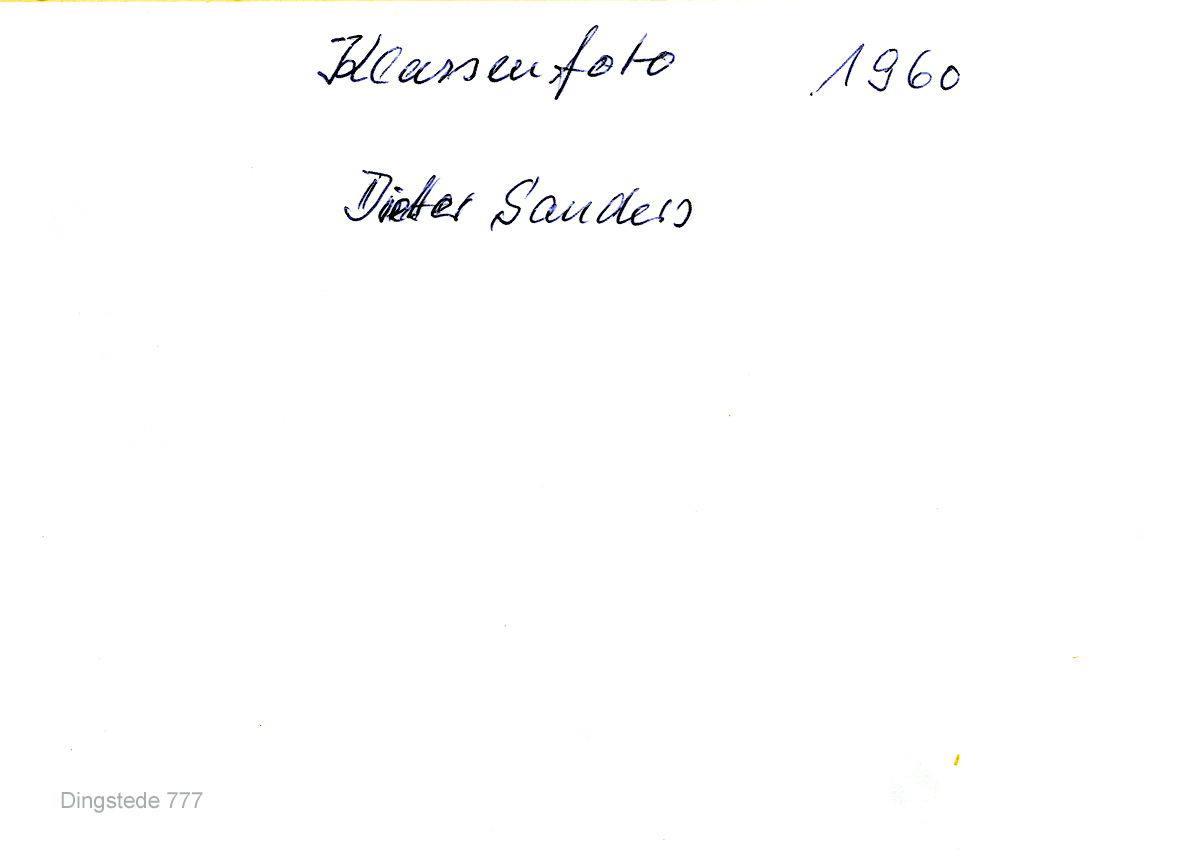 Klassenfoto 1960
Dieter Sanders
Dingstede 777